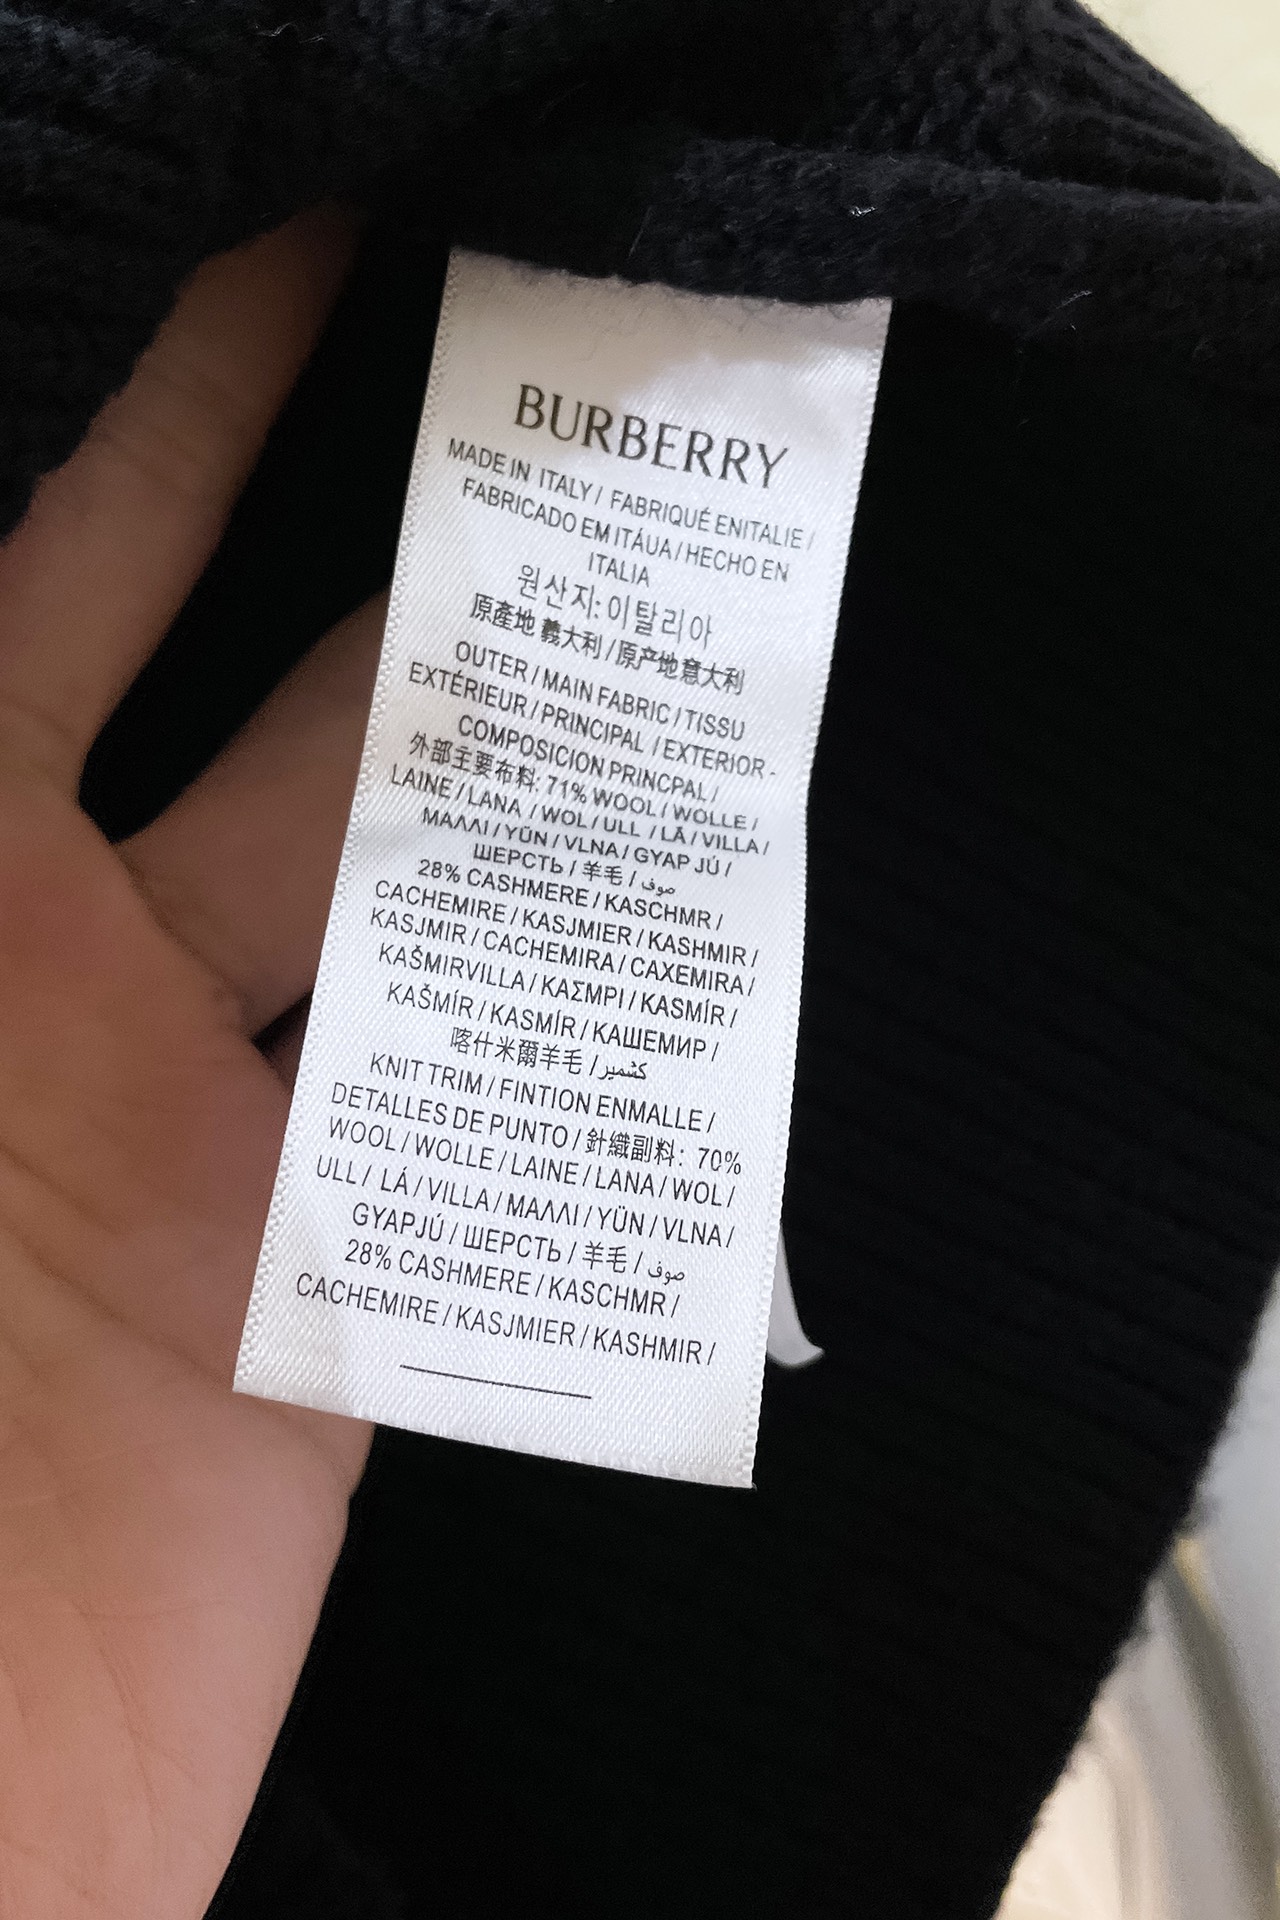 BURBERRY
MADE IN ITALY / FABRIQUÉ ENITALIE /
FABRICADO EM ITÁUA / HECHO EN
ITALIA
원산지: 이탈리아
原產地 義大利 / 原产地意大利
OUTER / MAIN FABRIC / TISSU
EXTÉRIEUR / PRINCIPAL / EXTERIOR -
COMPOSICION PRINCPAL /
外部主要布料: 71% WOOL / WOLLE /
LAINE / LANA / WOL / ULL / LÃ / VILLA /
ΜΑΛΛΙ / YÜN / VLNA / GYAP JÚ /
ШЕРСТЬ / 羊毛 / صوف
28% CASHMERE / KASCHMR /
CACHEMIRE / KASJMIER / KASHMIR /
KASJMIR / CACHEMIRA / CAXEMIRA /
KAŠMIRVILLA / ΚΑΣΜΡΙ / KASMÍR /
KAŠMÍR / KASMÍR / КАШЕМИР /
喀什米爾羊毛 / كشمير
KNIT TRIM / FINTION ENMALLE /
DETALLES DE PUNTO / 針織副料: 70%
WOOL / WOLLE / LAINE / LANA / WOL /
ULL / LÁ / VILLA / ΜΑΛΛΙ / YÜN / VLNA /
GYAPJÚ / ШЕРСТЬ / 羊毛 / صوف
28% CASHMERE / KASCHMR /
CACHEMIRE / KASJMIER / KASHMIR /